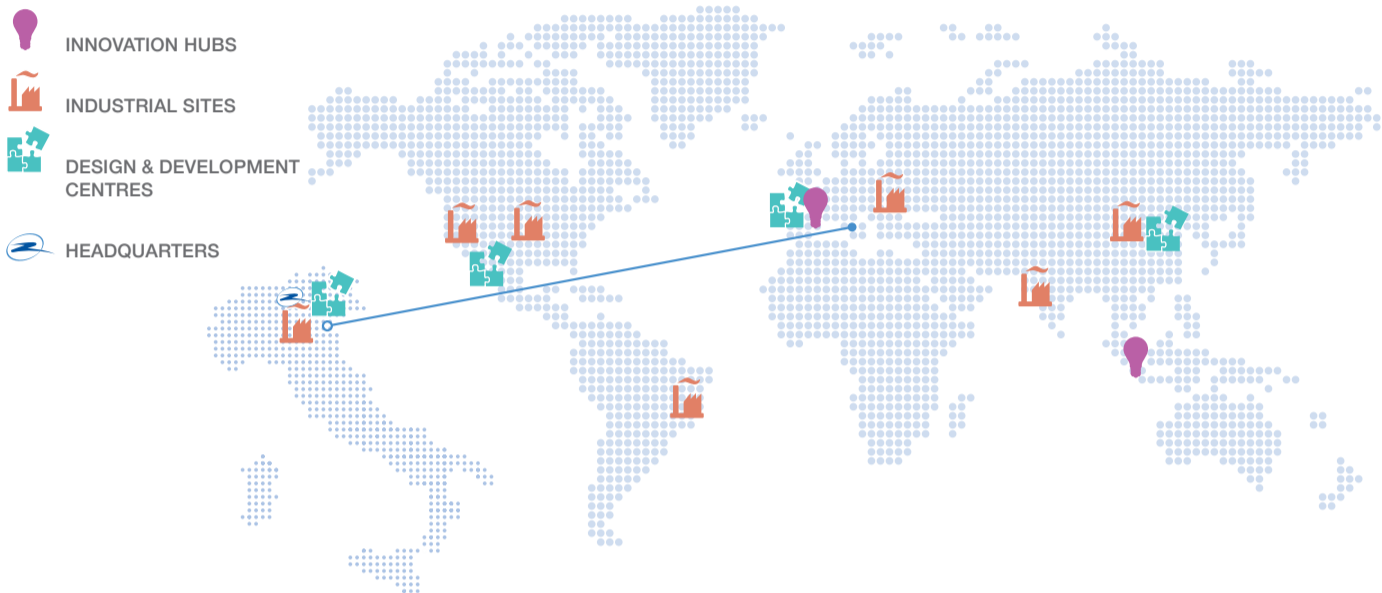 INNOVATION HUBS
INDUSTRIAL SITES
DESIGN & DEVELOPMENT
CENTRES
HEADQUARTERS